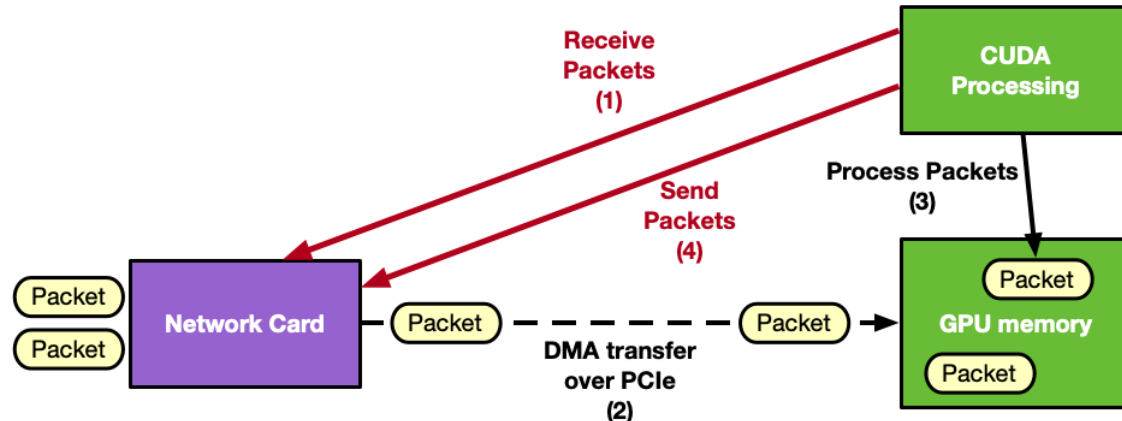 Receive
Packets
(1)
CUDA
Processing
Send
Packets
(4)
Process Packets
(3)
Packet
Packet
Network Card
Packet
Packet
DMA transfer
over PCIe
(2)
Packet
GPU memory
Packet